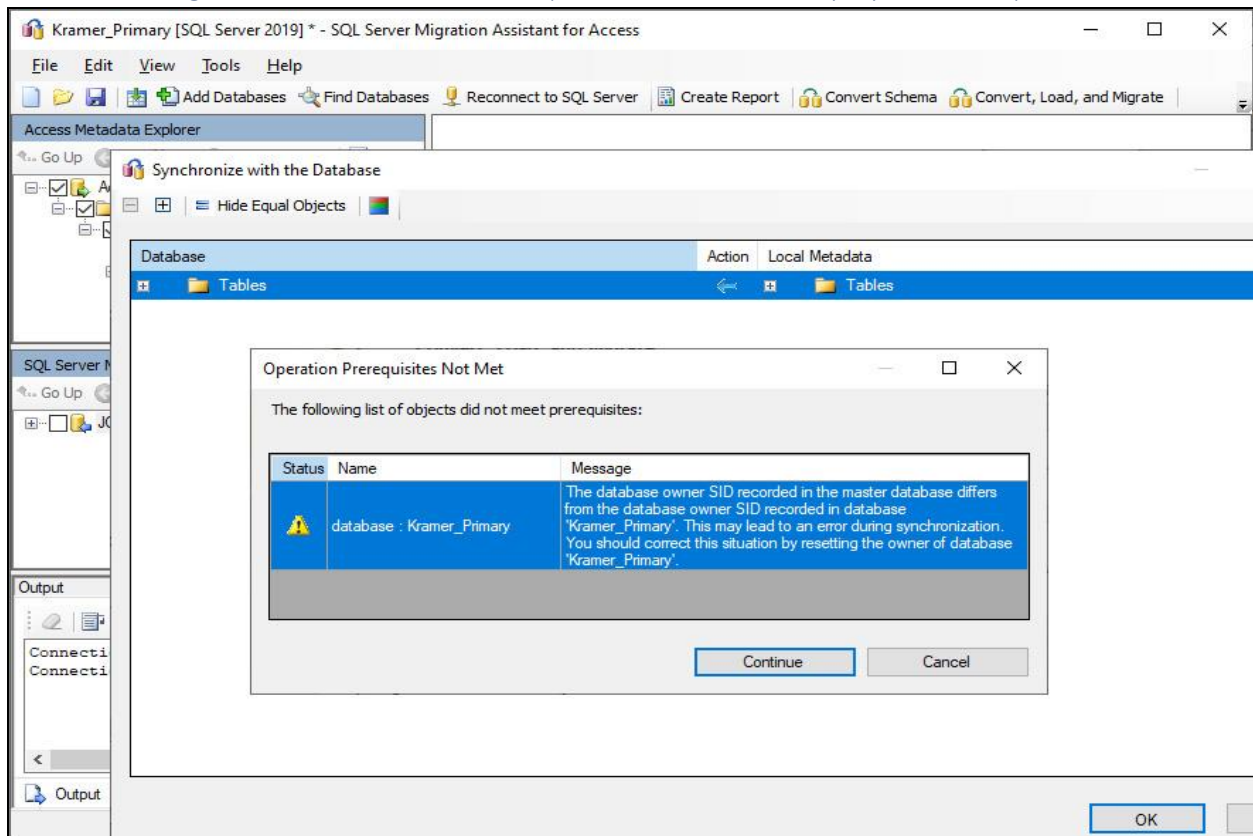 Kramer_Primary [SQL Server 2019] * - SQL Server Migration Assistant for Access
File Edit View Tools Help
Add Databases Find Databases Reconnect to SQL Server Create Report Convert Schema Convert, Load, and Migrate
Access Metadata Explorer
Go Up
Synchronize with the Database
Hide Equal Objects
Database Action Local Metadata
Tables Tables
SQL Server
Go Up
Operation Prerequisites Not Met
The following list of objects did not meet prerequisites:
Status Name Message
database : Kramer_Primary
The database owner SID recorded in the master database differs
from the database owner SID recorded in database
'Kramer_Primary'. This may lead to an error during synchronization.
You should correct this situation by resetting the owner of database
'Kramer_Primary'.
Continue Cancel
Output
Connecti
Connecti
Output
OK